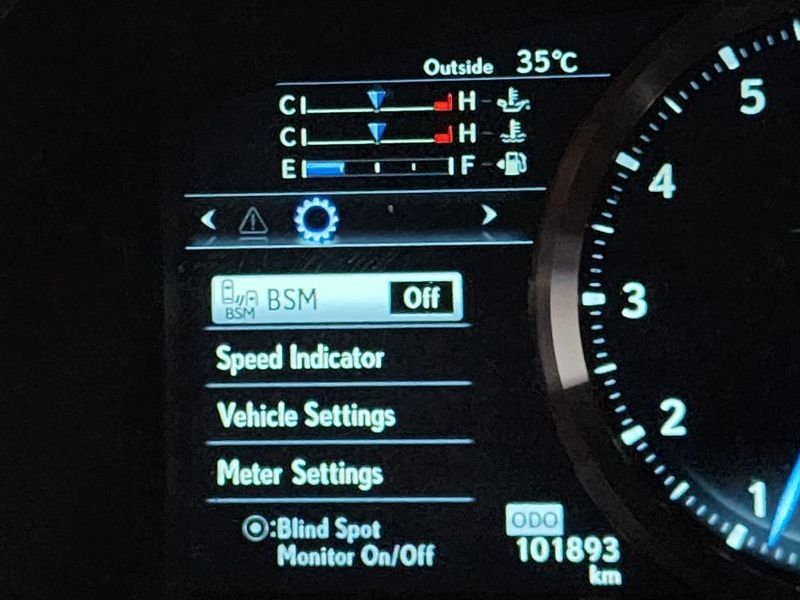 Outside 35°C
C H
C H
E F
BSM BSM Off
Speed Indicator
Vehicle Settings
Meter Settings
:Blind Spot
Monitor On/Off
ODO
101893
km
5
4
3
2
1